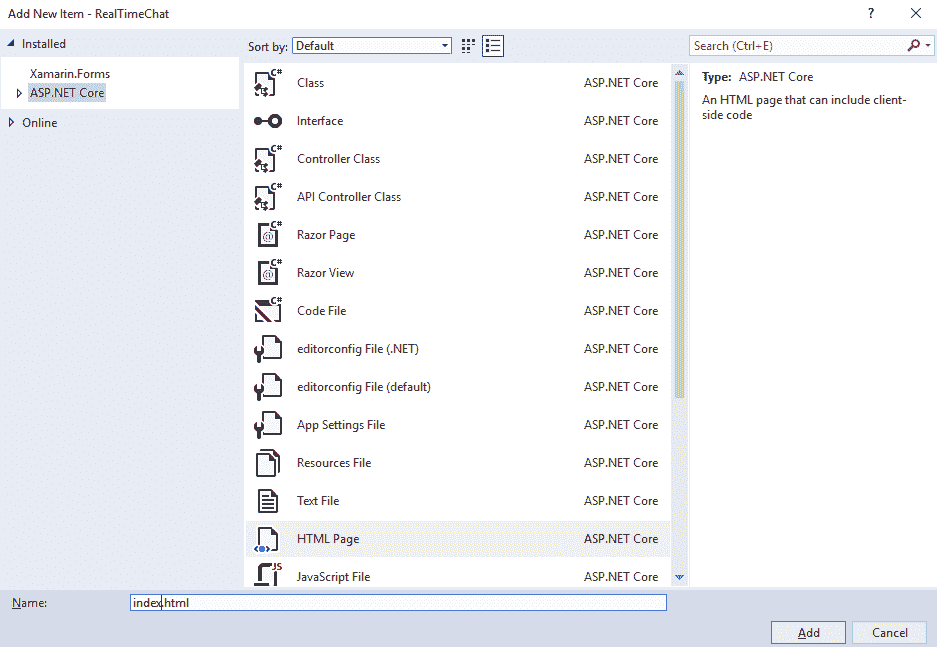 Add New Item - RealTimeChat
?
Installed
Xamarin.Forms
ASP.NET Core
Online
Sort by: Default
Search (Ctrl+E)
C# Class ASP.NET Core
Interface ASP.NET Core
C# Controller Class ASP.NET Core
C# API Controller Class ASP.NET Core
C# @ Razor Page ASP.NET Core
C# @ Razor View ASP.NET Core
C# Code File ASP.NET Core
editorconfig File (.NET) ASP.NET Core
editorconfig File (default) ASP.NET Core
App Settings File ASP.NET Core
Resources File ASP.NET Core
Text File ASP.NET Core
HTML Page ASP.NET Core
JS JavaScript File ASP.NET Core
Type: ASP.NET Core
An HTML page that can include client-
side code
Name: index.html
Add Cancel